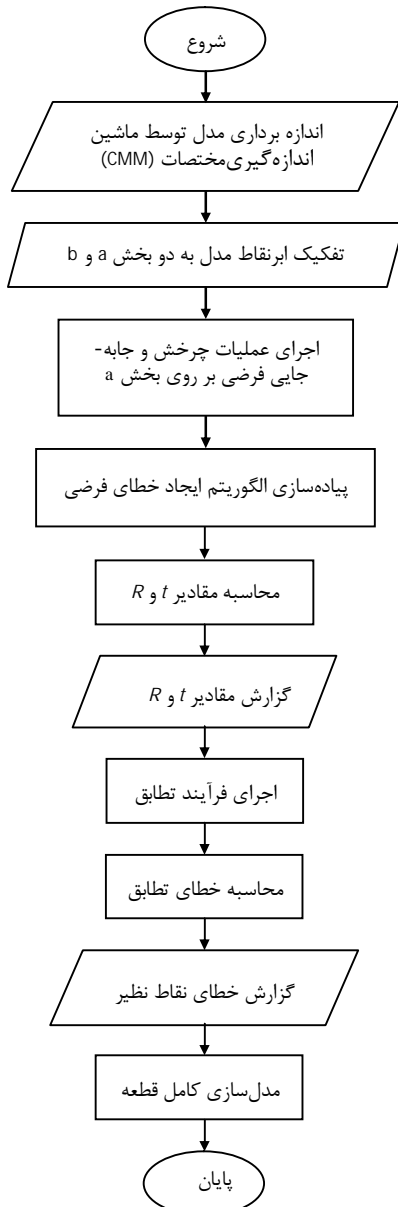 شروع
اندازه برداری مدل توسط ماشین
اندازه‌گیری‌مختصات (CMM)
تفکیک ابرنقاط مدل به دو بخش a و b
اجرای عملیات چرخش و جابه-
جایی فرضی بر روی بخش a
پیاده‌سازی الگوریتم ایجاد خطای فرضی
محاسبه مقادیر t و R
گزارش مقادیر t و R
اجرای فرآیند تطابق
محاسبه خطای تطابق
گزارش خطای نقاط نظیر
مدل‌سازی کامل قطعه
پایان